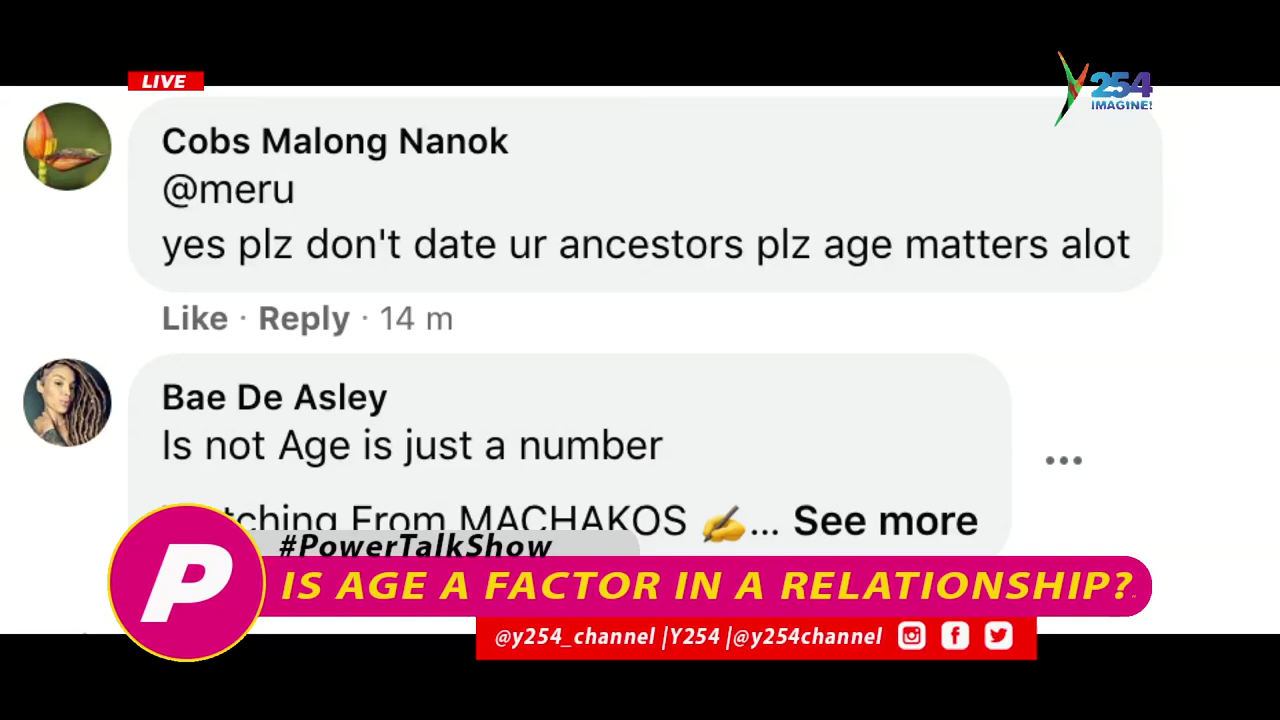 LIVE
254
IMAGINE!
Cobs Malong Nanok
@meru
yes plz don't date ur ancestors plz age matters alot
Like · Reply · 14 m
Bae De Asley
Is not Age is just a number
From MACHAKOS ✍️... See more
#PowerTalkShow
P
IS AGE A FACTOR IN A RELATIONSHIP?
@y254_channel |Y254 |@y254channel